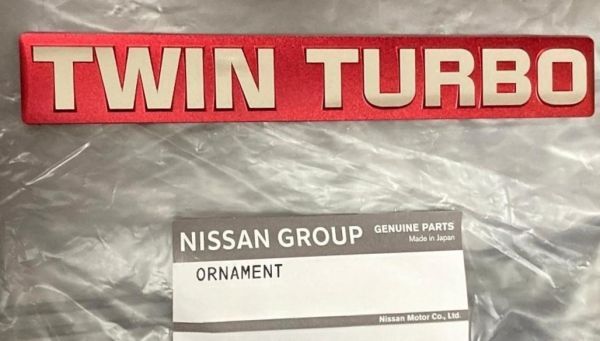 TWIN TURBO
NISSAN GROUP GENUINE PARTS
Made in Japan
ORNAMENT
Nissan Motor Co., Ltd.